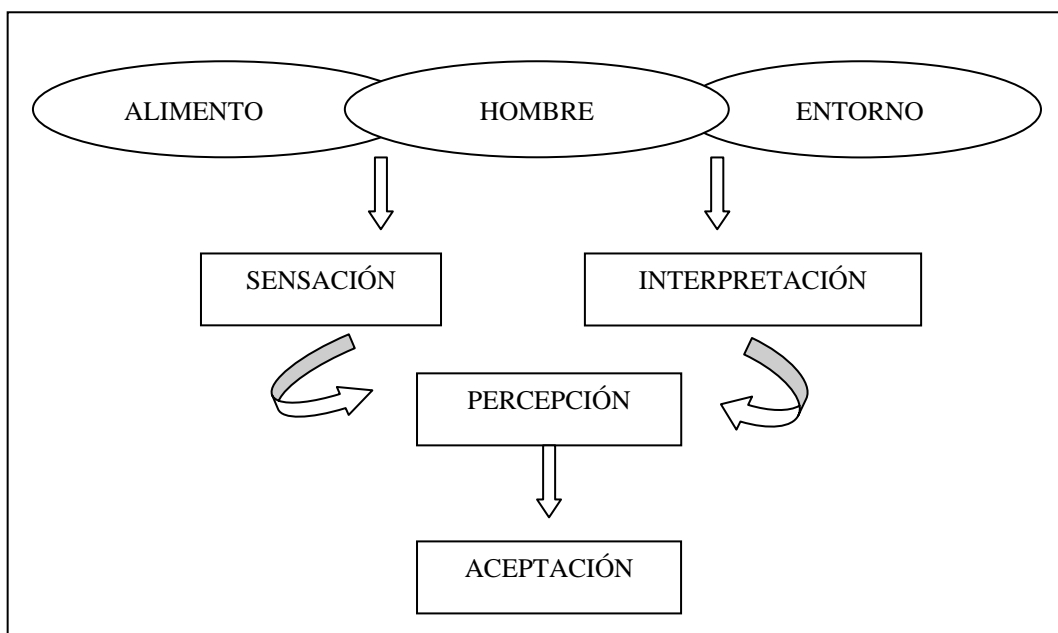 ALIMENTO HOMBRE ENTORNO
SENSACIÓN INTERPRETACIÓN
PERCEPCIÓN
ACEPTACIÓN